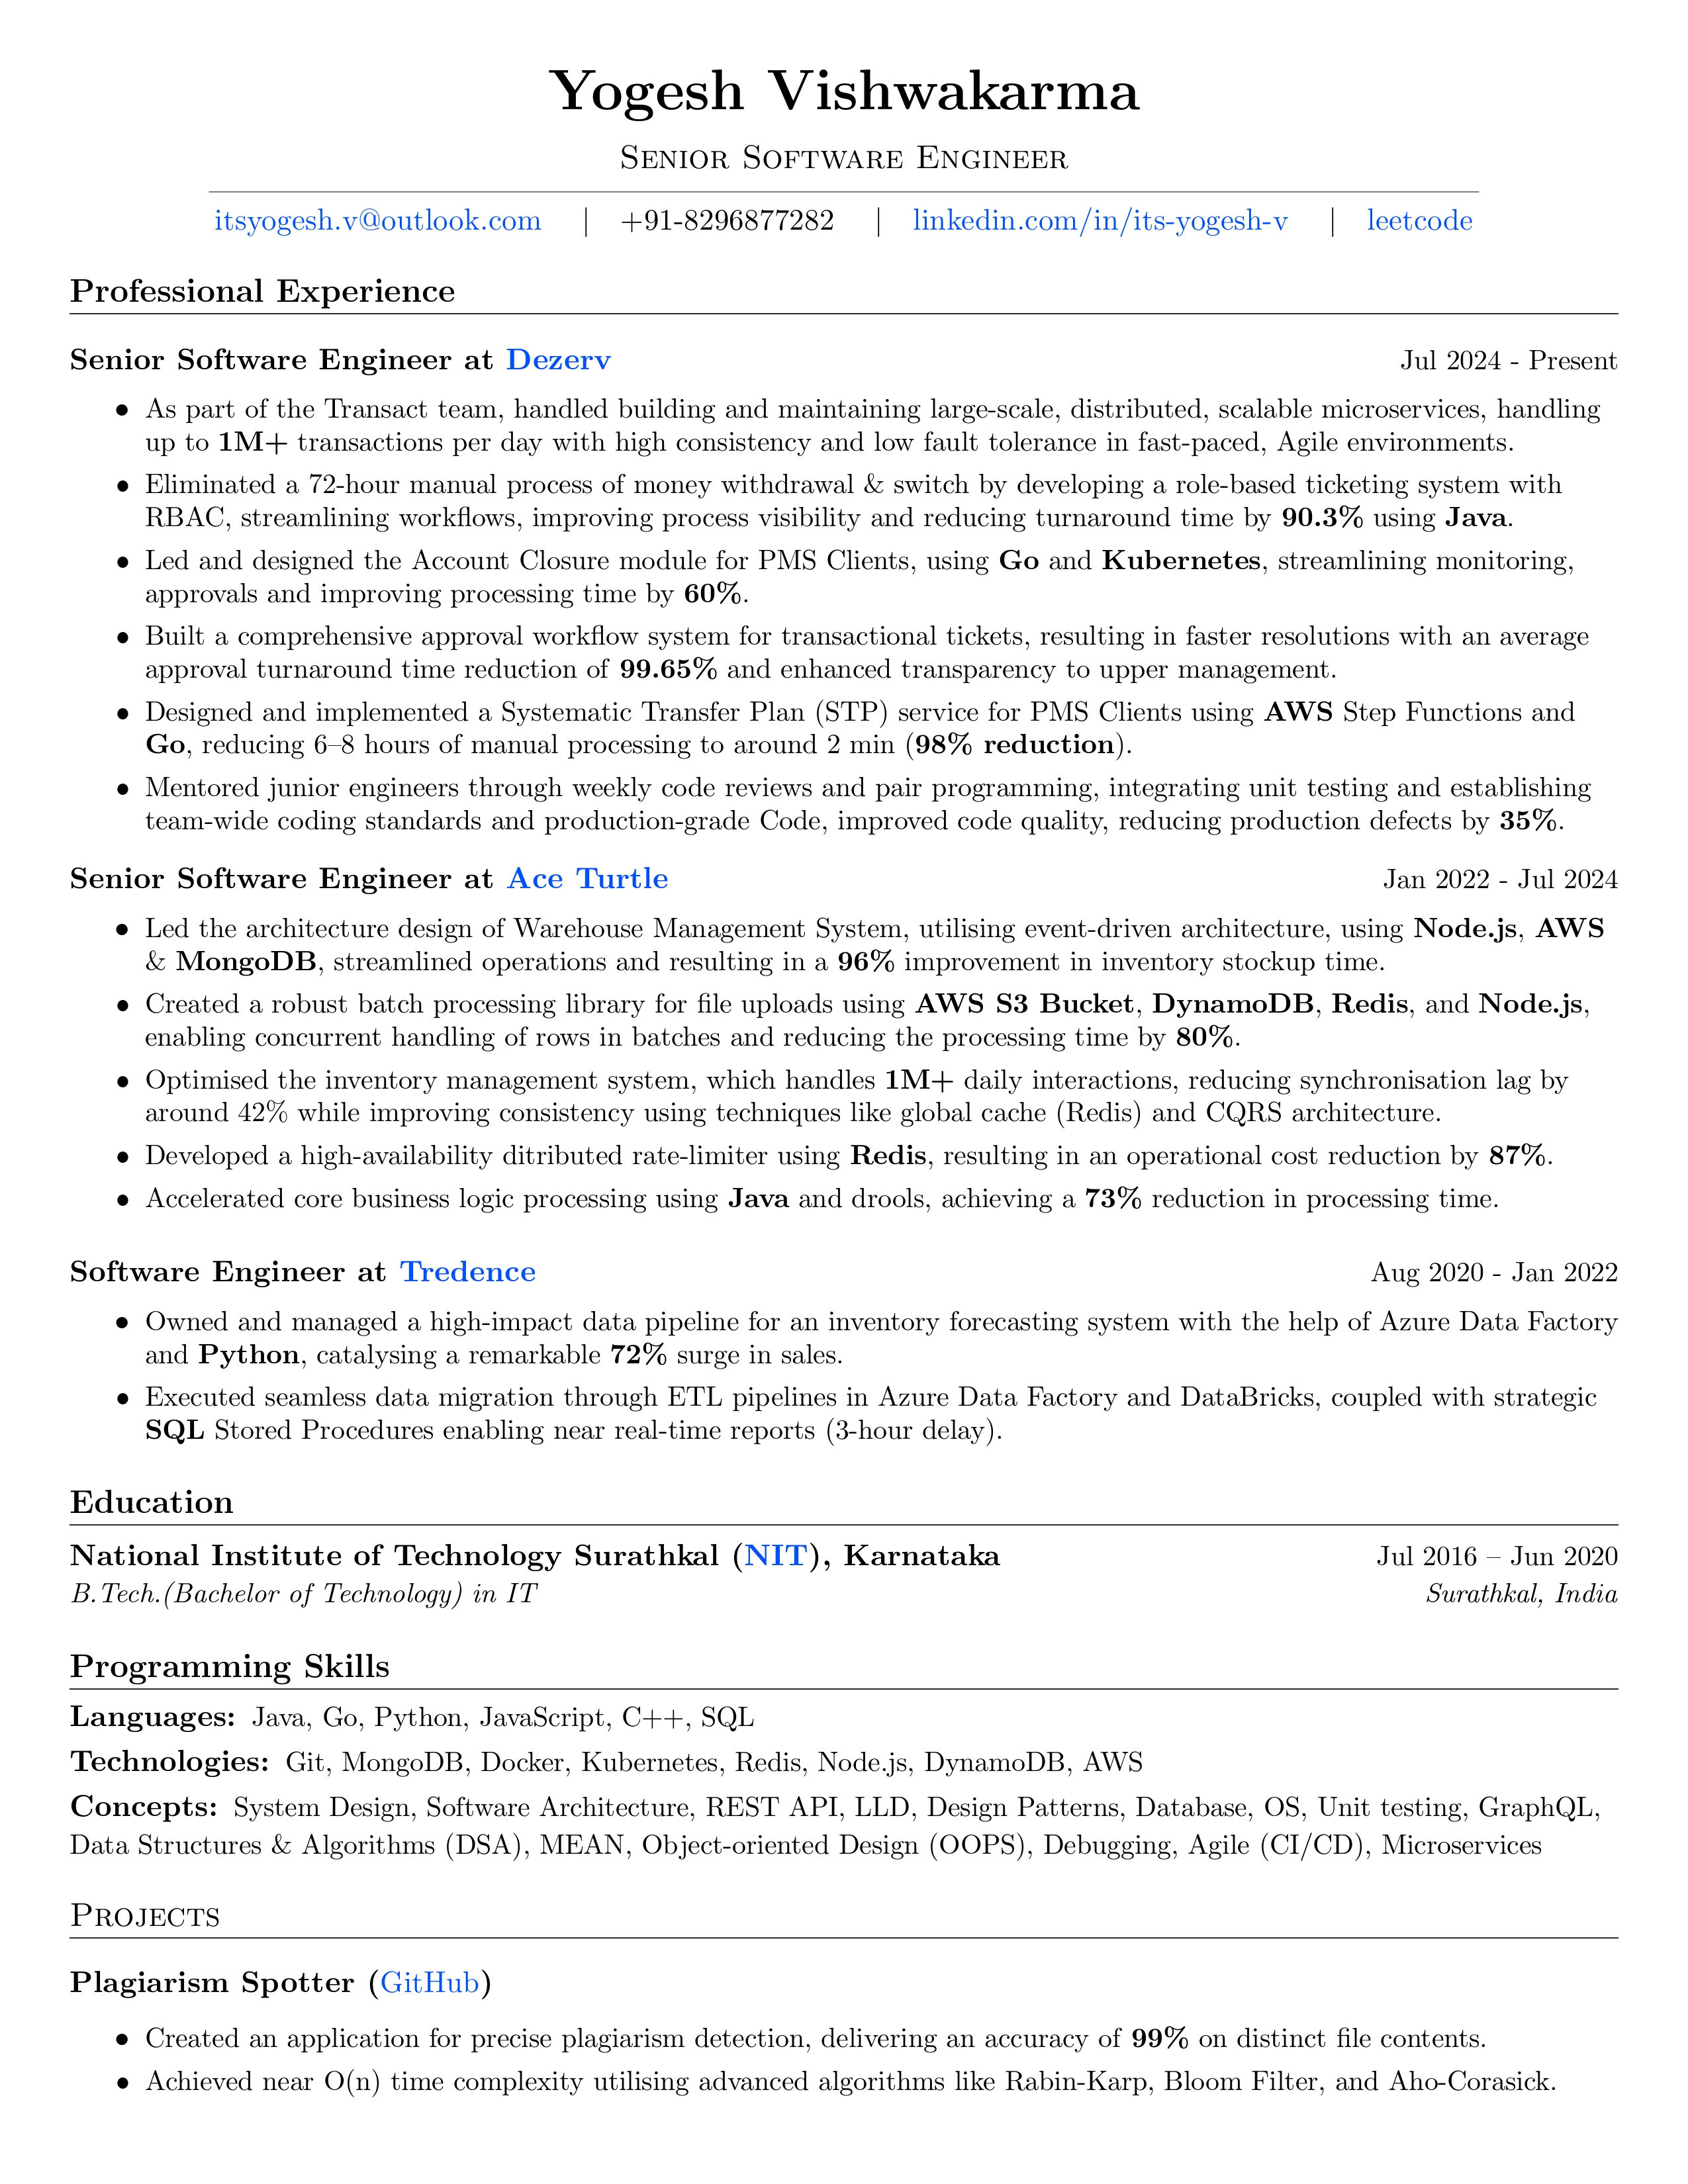 Yogesh Vishwakarma
Senior Software Engineer
itsyogesh.v@outlook.com | +91-8296877282 | linkedin.com/in/its-yogesh-v | leetcode
Professional Experience
Senior Software Engineer at Dezerv Jul 2024 - Present
• As part of the Transact team, handled building and maintaining large-scale, distributed, scalable microservices, handling
up to 1M+ transactions per day with high consistency and low fault tolerance in fast-paced, Agile environments.
• Eliminated a 72-hour manual process of money withdrawal & switch by developing a role-based ticketing system with
RBAC, streamlining workflows, improving process visibility and reducing turnaround time by 90.3% using Java.
• Led and designed the Account Closure module for PMS Clients, using Go and Kubernetes, streamlining monitoring,
approvals and improving processing time by 60%.
• Built a comprehensive approval workflow system for transactional tickets, resulting in faster resolutions with an average
approval turnaround time reduction of 99.65% and enhanced transparency to upper management.
• Designed and implemented a Systematic Transfer Plan (STP) service for PMS Clients using AWS Step Functions and
Go, reducing 6–8 hours of manual processing to around 2 min (98% reduction).
• Mentored junior engineers through weekly code reviews and pair programming, integrating unit testing and establishing
team-wide coding standards and production-grade Code, improved code quality, reducing production defects by 35%.
Senior Software Engineer at Ace Turtle Jan 2022 - Jul 2024
• Led the architecture design of Warehouse Management System, utilising event-driven architecture, using Node.js, AWS
& MongoDB, streamlined operations and resulting in a 96% improvement in inventory stockup time.
• Created a robust batch processing library for file uploads using AWS S3 Bucket, DynamoDB, Redis, and Node.js,
enabling concurrent handling of rows in batches and reducing the processing time by 80%.
• Optimised the inventory management system, which handles 1M+ daily interactions, reducing synchronisation lag by
around 42% while improving consistency using techniques like global cache (Redis) and CQRS architecture.
• Developed a high-availability ditributed rate-limiter using Redis, resulting in an operational cost reduction by 87%.
• Accelerated core business logic processing using Java and drools, achieving a 73% reduction in processing time.
Software Engineer at Tredence Aug 2020 - Jan 2022
• Owned and managed a high-impact data pipeline for an inventory forecasting system with the help of Azure Data Factory
and Python, catalysing a remarkable 72% surge in sales.
• Executed seamless data migration through ETL pipelines in Azure Data Factory and DataBricks, coupled with strategic
SQL Stored Procedures enabling near real-time reports (3-hour delay).
Education
National Institute of Technology Surathkal (NIT), Karnataka Jul 2016 – Jun 2020
B.Tech.(Bachelor of Technology) in IT Surathkal, India
Programming Skills
Languages: Java, Go, Python, JavaScript, C++, SQL
Technologies: Git, MongoDB, Docker, Kubernetes, Redis, Node.js, DynamoDB, AWS
Concepts: System Design, Software Architecture, REST API, LLD, Design Patterns, Database, OS, Unit testing, GraphQL,
Data Structures & Algorithms (DSA), MEAN, Object-oriented Design (OOPS), Debugging, Agile (CI/CD), Microservices
Projects
Plagiarism Spotter (GitHub)
• Created an application for precise plagiarism detection, delivering an accuracy of 99% on distinct file contents.
• Achieved near O(n) time complexity utilising advanced algorithms like Rabin-Karp, Bloom Filter, and Aho-Corasick.